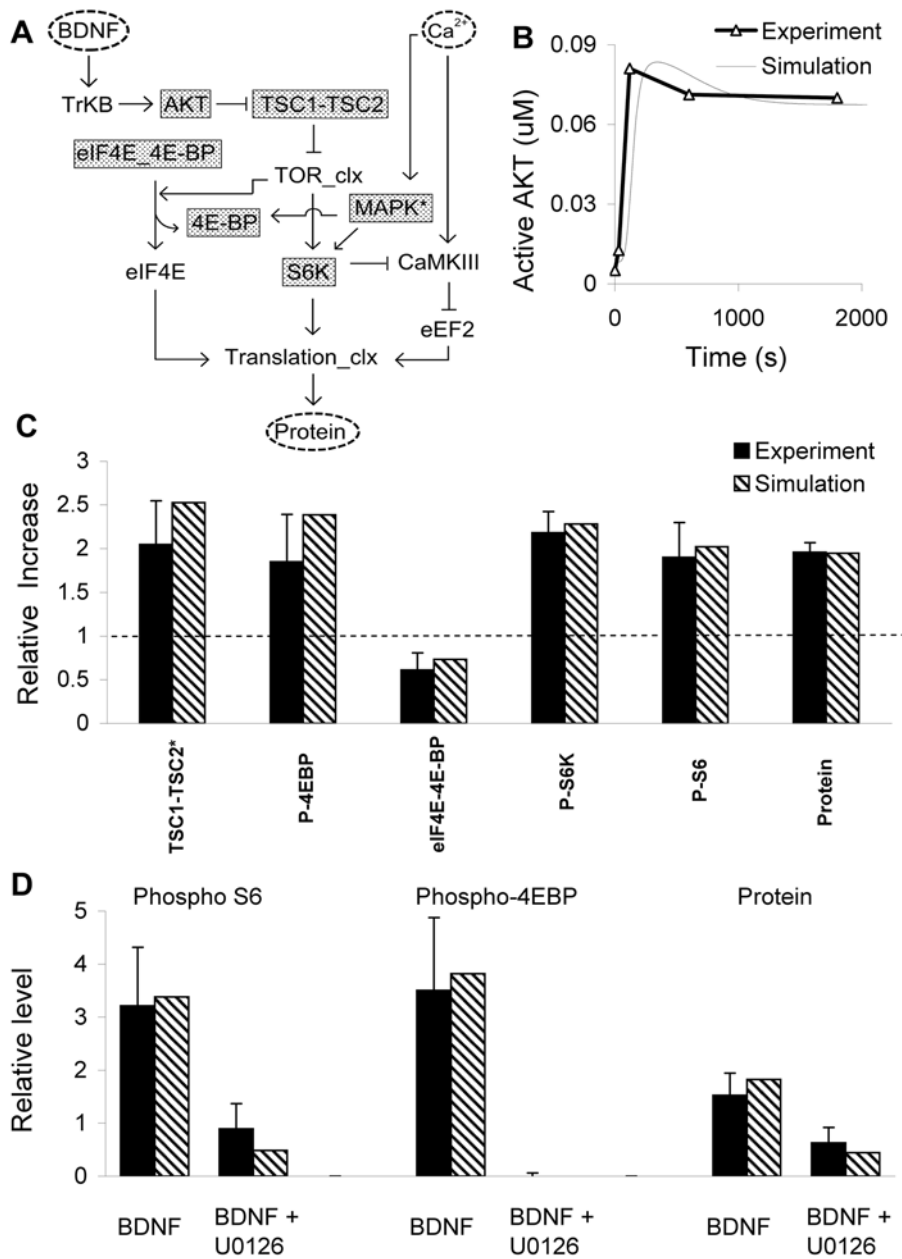 A
BDNF
Ca2+
TrKB
AKT
TSC1-TSC2
eIF4E_4E-BP
TOR_clx
MAPK*
4E-BP
eIF4E
S6K
CaMKIII
eEF2
Translation_clx
Protein
B
Experiment
Simulation
Active AKT (uM)
0.09
0.06
0.03
0
0
1000
2000
Time (s)
C
Experiment
Simulation
Relative Increase
3
2.5
2
1.5
1
0.5
0
TSC1-TSC2*
P-4EBP
eIF4E-4E-BP
P-S6K
P-S6
Protein
D
Phospho S6
Phospho-4EBP
Protein
Relative level
5
4
3
2
1
0
BDNF
BDNF +
U0126
BDNF
BDNF +
U0126
BDNF
BDNF +
U0126